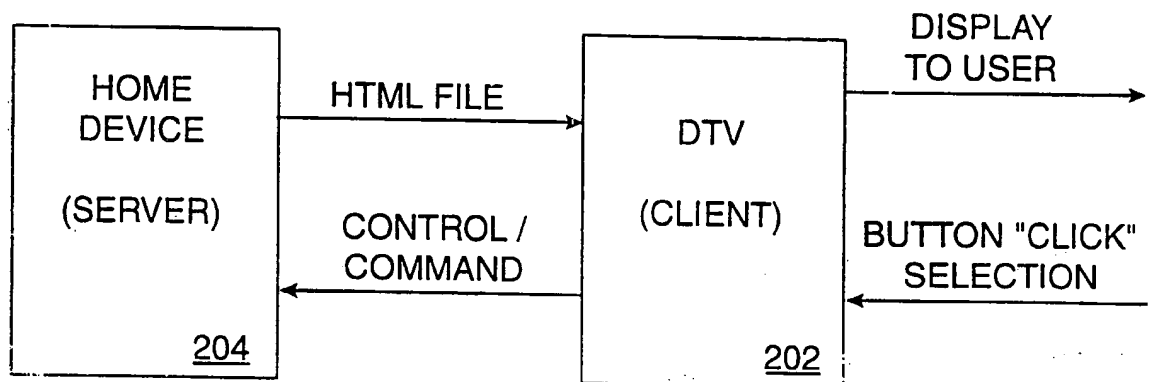 HOME
DEVICE
(SERVER)
204
HTML FILE
CONTROL /
COMMAND
DTV
(CLIENT)
202
DISPLAY
TO USER
BUTTON "CLICK"
SELECTION